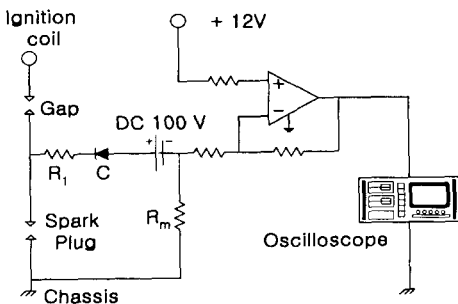 Ignition
coil
+ 12V
Gap
DC 100 V
+ −
+
−
R1
C
Rm
Spark
Plug
Oscilloscope
Chassis